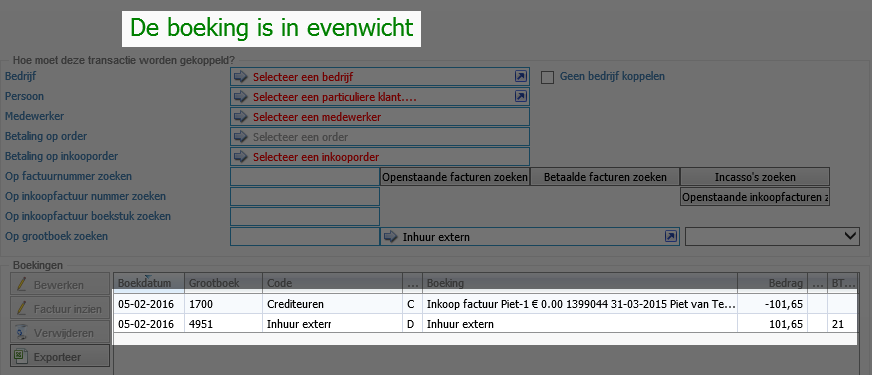 De boeking is in evenwicht
Hoe moet deze transactie worden gekoppeld?
Bedrijf Selecteer een bedrijf Geen bedrijf koppelen
Persoon Selecteer een particuliere klant....
Medewerker Selecteer een medewerker
Betaling op order Selecteer een order
Betaling op inkooporder Selecteer een inkooporder
Op factuurnummer zoeken Openstaande facturen zoeken Betaalde facturen zoeken Incasso's zoeken
Op inkoopfactuur nummer zoeken Openstaande inkoopfacturen z
Op inkoopfactuur boekstuk zoeken
Op grootboek zoeken Inhuur extern
Boekingen
Bewerken
Factuur inzien
Verwijderen
Exporteer
Boekdatum Grootboek Code ... Boeking Bedrag ... BT...
05-02-2016 1700 Crediteuren C Inkoop factuur Piet-1 € 0.00 1399044 31-03-2015 Piet van Te... -101,65
05-02-2016 4951 Inhuur extern D Inhuur extern 101,65 21